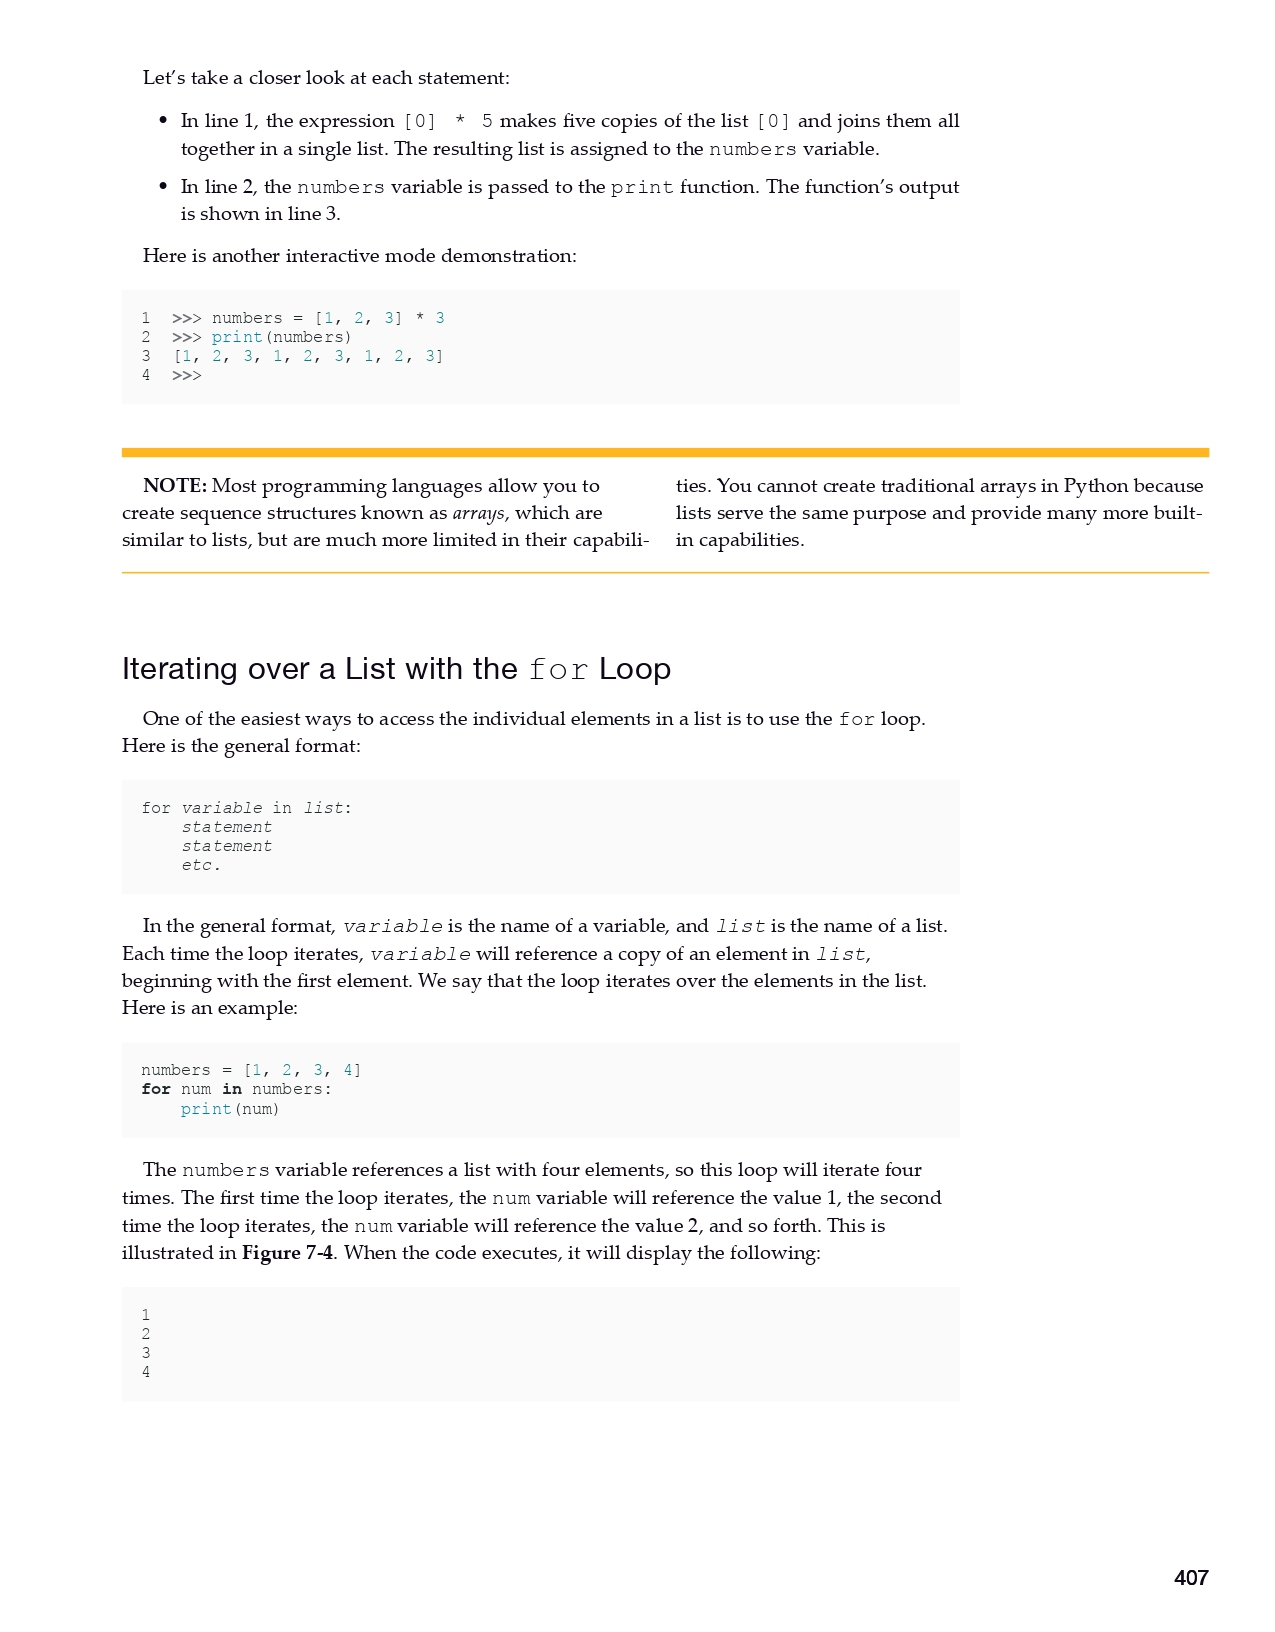 Let's take a closer look at each statement:
• In line 1, the expression [0] * 5 makes five copies of the list [0] and joins them all
together in a single list. The resulting list is assigned to the numbers variable.
• In line 2, the numbers variable is passed to the print function. The function's output
is shown in line 3.
Here is another interactive mode demonstration:
1 >>> numbers = [1, 2, 3] * 3
2 >>> print(numbers)
3 [1, 2, 3, 1, 2, 3, 1, 2, 3]
4 >>>
NOTE: Most programming languages allow you to
create sequence structures known as arrays, which are
similar to lists, but are much more limited in their capabili-
ties. You cannot create traditional arrays in Python because
lists serve the same purpose and provide many more built-
in capabilities.
Iterating over a List with the for Loop
One of the easiest ways to access the individual elements in a list is to use the for loop.
Here is the general format:
for variable in list:
    statement
    statement
    etc.
In the general format, variable is the name of a variable, and list is the name of a list.
Each time the loop iterates, variable will reference a copy of an element in list,
beginning with the first element. We say that the loop iterates over the elements in the list.
Here is an example:
numbers = [1, 2, 3, 4]
for num in numbers:
    print(num)
The numbers variable references a list with four elements, so this loop will iterate four
times. The first time the loop iterates, the num variable will reference the value 1, the second
time the loop iterates, the num variable will reference the value 2, and so forth. This is
illustrated in Figure 7-4. When the code executes, it will display the following:
1
2
3
4
407